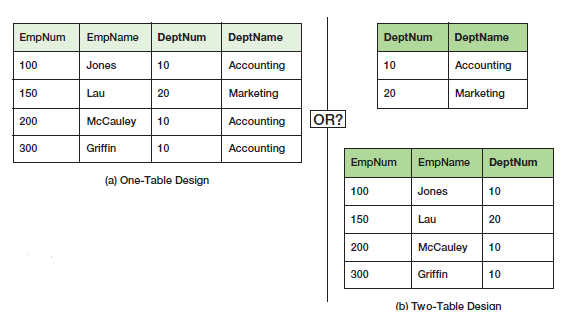 EmpNum EmpName DeptNum DeptName
100 Jones 10 Accounting
150 Lau 20 Marketing
200 McCauley 10 Accounting
300 Griffin 10 Accounting
(a) One-Table Design
OR?
DeptNum DeptName
10 Accounting
20 Marketing
EmpNum EmpName DeptNum
100 Jones 10
150 Lau 20
200 McCauley 10
300 Griffin 10
(b) Two-Table Design